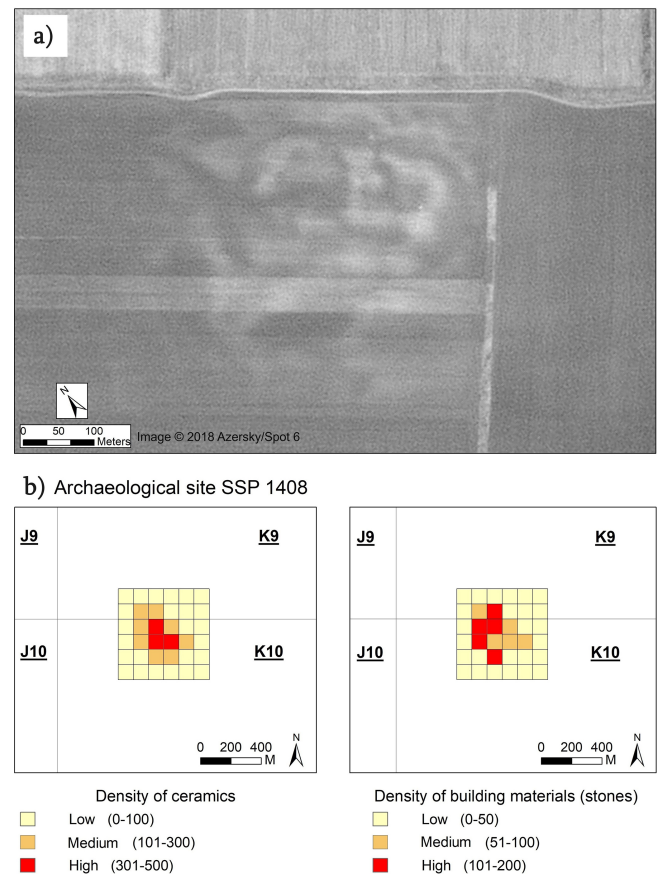 a)
N
0 50 100
Meters
Image © 2018 Azersky/Spot 6
b) Archaeological site SSP 1408
J9 K9
J10 K10
0 200 400
M
N
Density of ceramics
Low (0-100)
Medium (101-300)
High (301-500)
J9 K9
J10 K10
0 200 400
M
N
Density of building materials (stones)
Low (0-50)
Medium (51-100)
High (101-200)